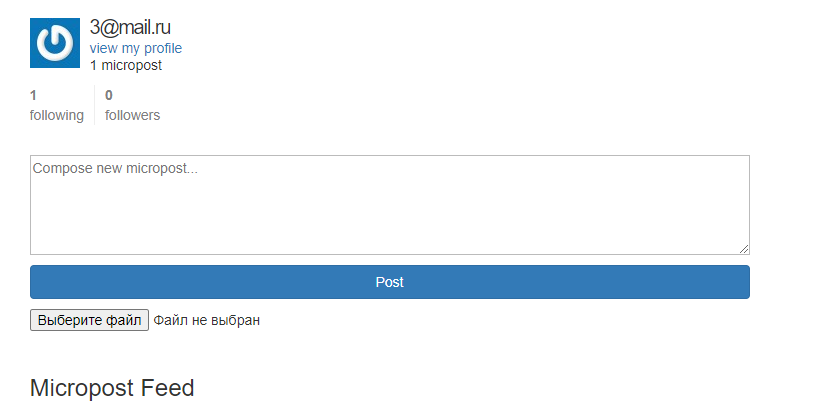 3@mail.ru
view my profile
1 micropost
1 0
following followers
Compose new micropost...
Post
Выберите файл Файл не выбран
Micropost Feed